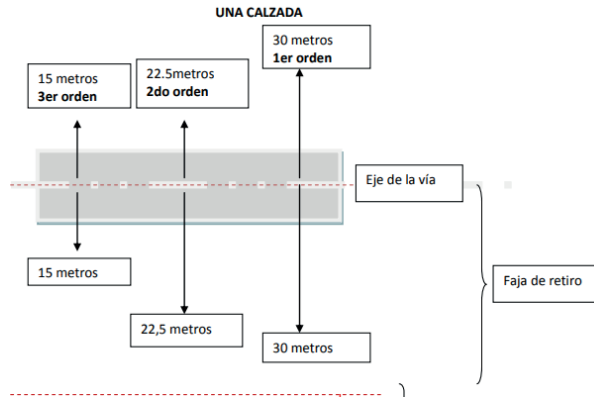 UNA CALZADA
30 metros
1er orden
22.5metros
2do orden
15 metros
3er orden
Eje de la vía
15 metros
Faja de retiro
22,5 metros
30 metros